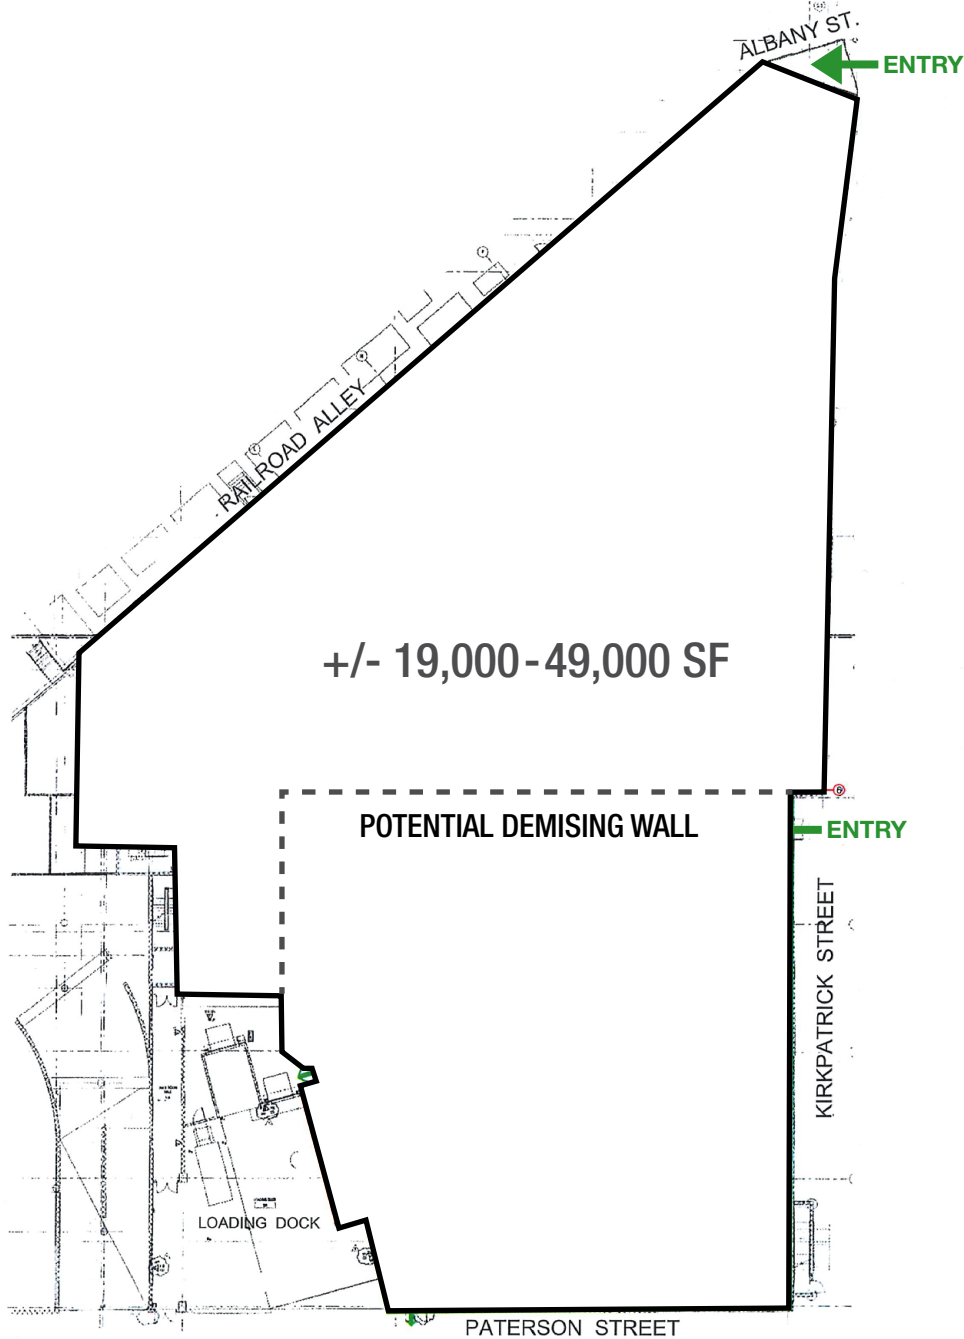 ALBANY ST.
ENTRY
RAILROAD ALLEY
+/- 19,000-49,000 SF
POTENTIAL DEMISING WALL
ENTRY
KIRKPATRICK STREET
LOADING DOCK
PATERSON STREET